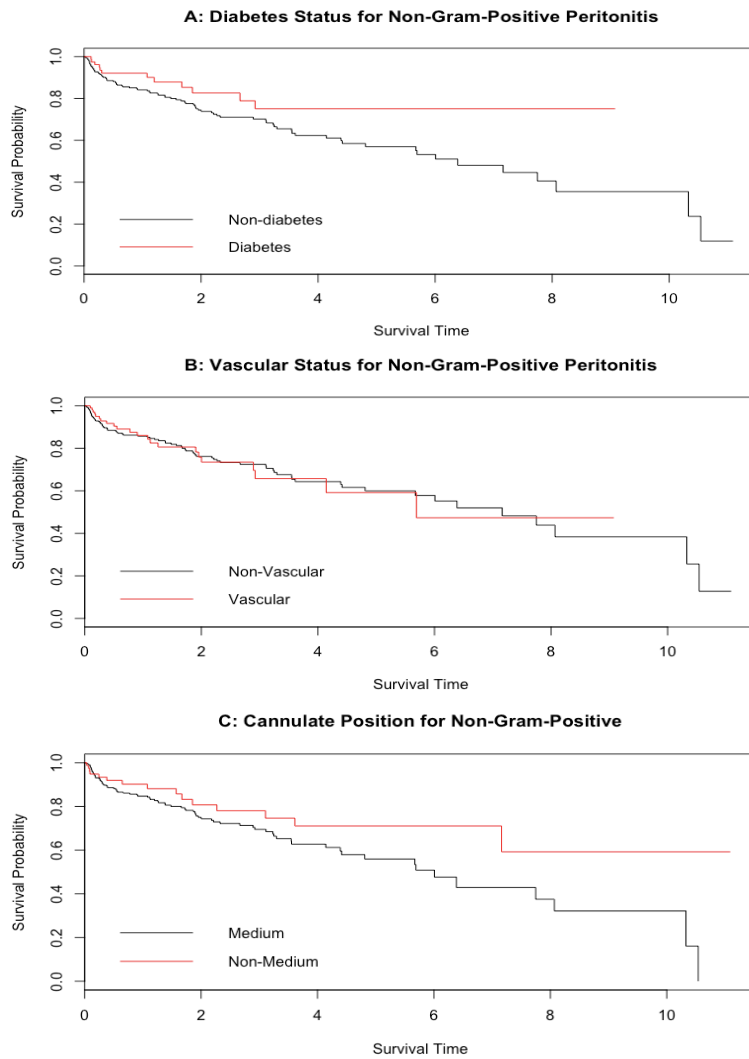 A: Diabetes Status for Non-Gram-Positive Peritonitis
Survival Probability
1.0
0.8
0.6
0.4
0.2
0.0
Non-diabetes
Diabetes
0 2 4 6 8 10
Survival Time
B: Vascular Status for Non-Gram-Positive Peritonitis
Survival Probability
1.0
0.8
0.6
0.4
0.2
0.0
Non-Vascular
Vascular
0 2 4 6 8 10
Survival Time
C: Cannulate Position for Non-Gram-Positive
Survival Probability
1.0
0.8
0.6
0.4
0.2
0.0
Medium
Non-Medium
0 2 4 6 8 10
Survival Time